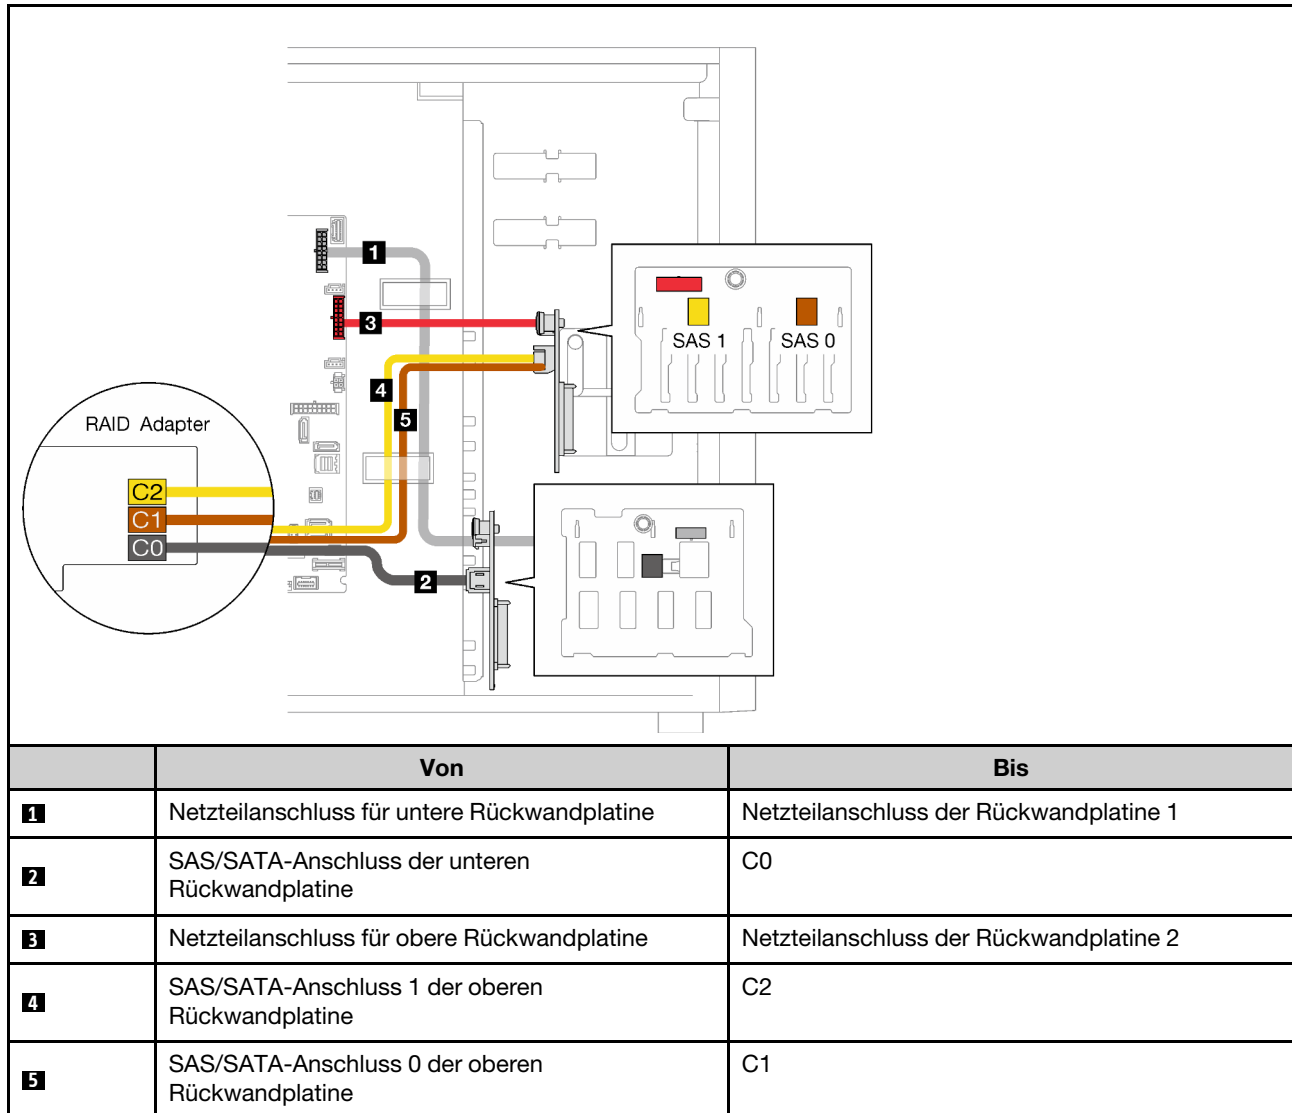 1
3
SAS 1
SAS 0
4
5
RAID Adapter
C2
C1
C0
2
Von
Bis
1
Netzteilanschluss für untere Rückwandplatine
Netzteilanschluss der Rückwandplatine 1
2
SAS/SATA-Anschluss der unteren
Rückwandplatine
C0
3
Netzteilanschluss für obere Rückwandplatine
Netzteilanschluss der Rückwandplatine 2
4
SAS/SATA-Anschluss 1 der oberen
Rückwandplatine
C2
5
SAS/SATA-Anschluss 0 der oberen
Rückwandplatine
C1